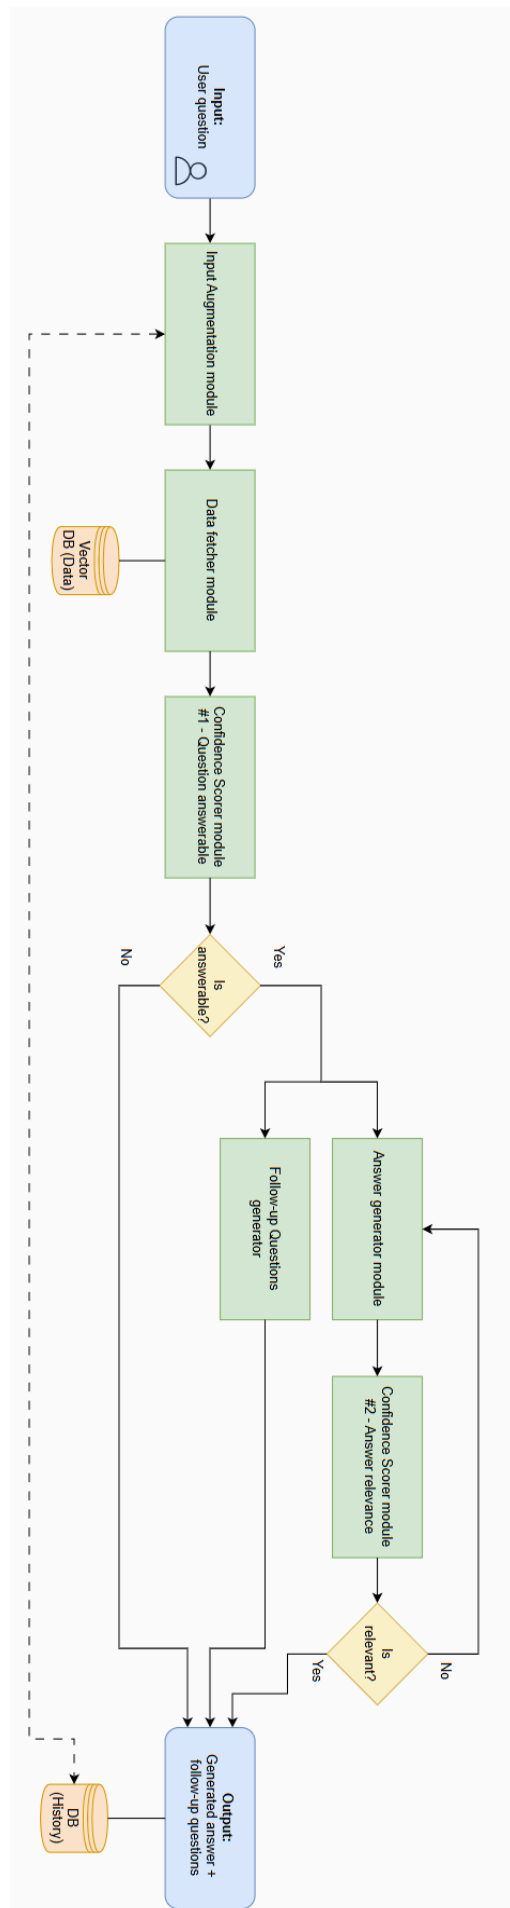 Input:
User question
Input Augmentation module
Data fetcher module
Vector
DB (Data)
Confidence Scorer module
#1 - Question answerable
Is
answerable?
Yes
No
Answer generator module
Follow-up Questions
generator
Confidence Scorer module
#2 - Answer relevance
Is
relevant?
No
Yes
Output:
Generated answer +
follow-up questions
DB
(History)